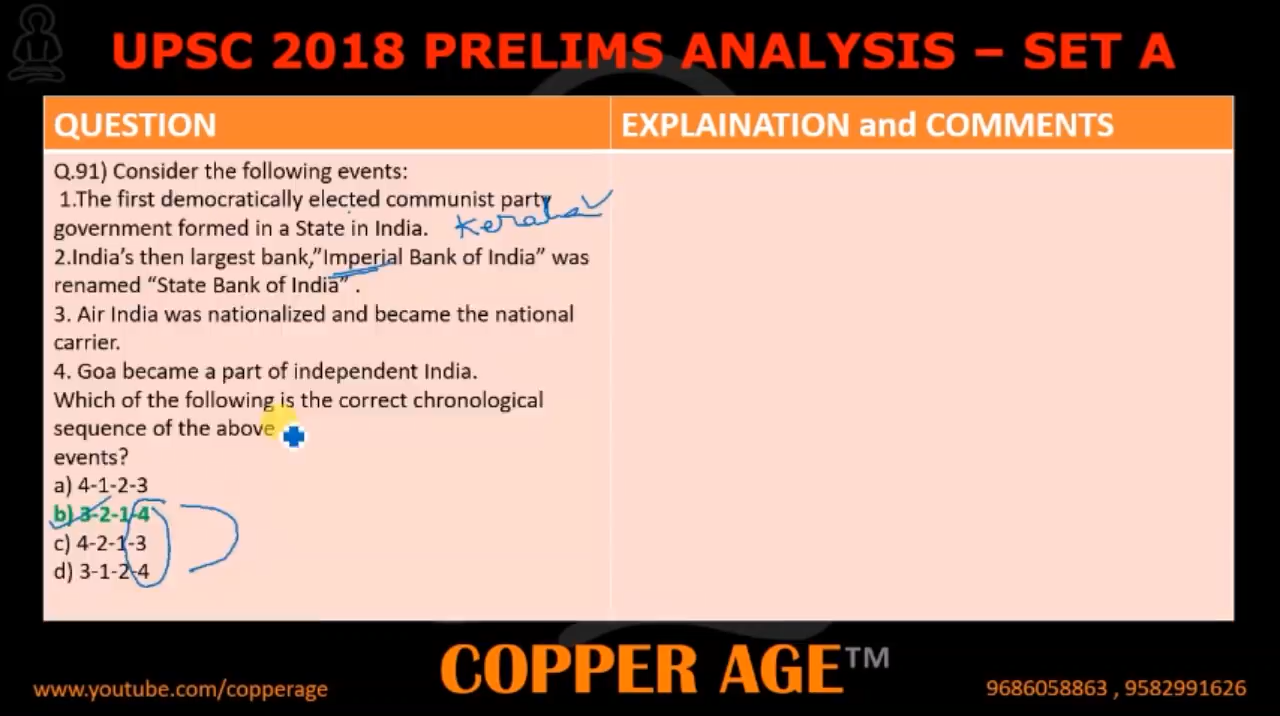 UPSC 2018 PRELIMS ANALYSIS – SET A
QUESTION
EXPLAINATION and COMMENTS
Q.91) Consider the following events:
1.The first democratically elected communist party
government formed in a State in India.
Kerala
2.India’s then largest bank,”Imperial Bank of India” was
renamed “State Bank of India” .
3. Air India was nationalized and became the national
carrier.
4. Goa became a part of independent India.
Which of the following is the correct chronological
sequence of the above
events?
a) 4-1-2-3
b) 3-2-1-4
c) 4-2-1-3
d) 3-1-2-4
COPPER AGE™
www.youtube.com/copperage
9686058863 , 9582991626